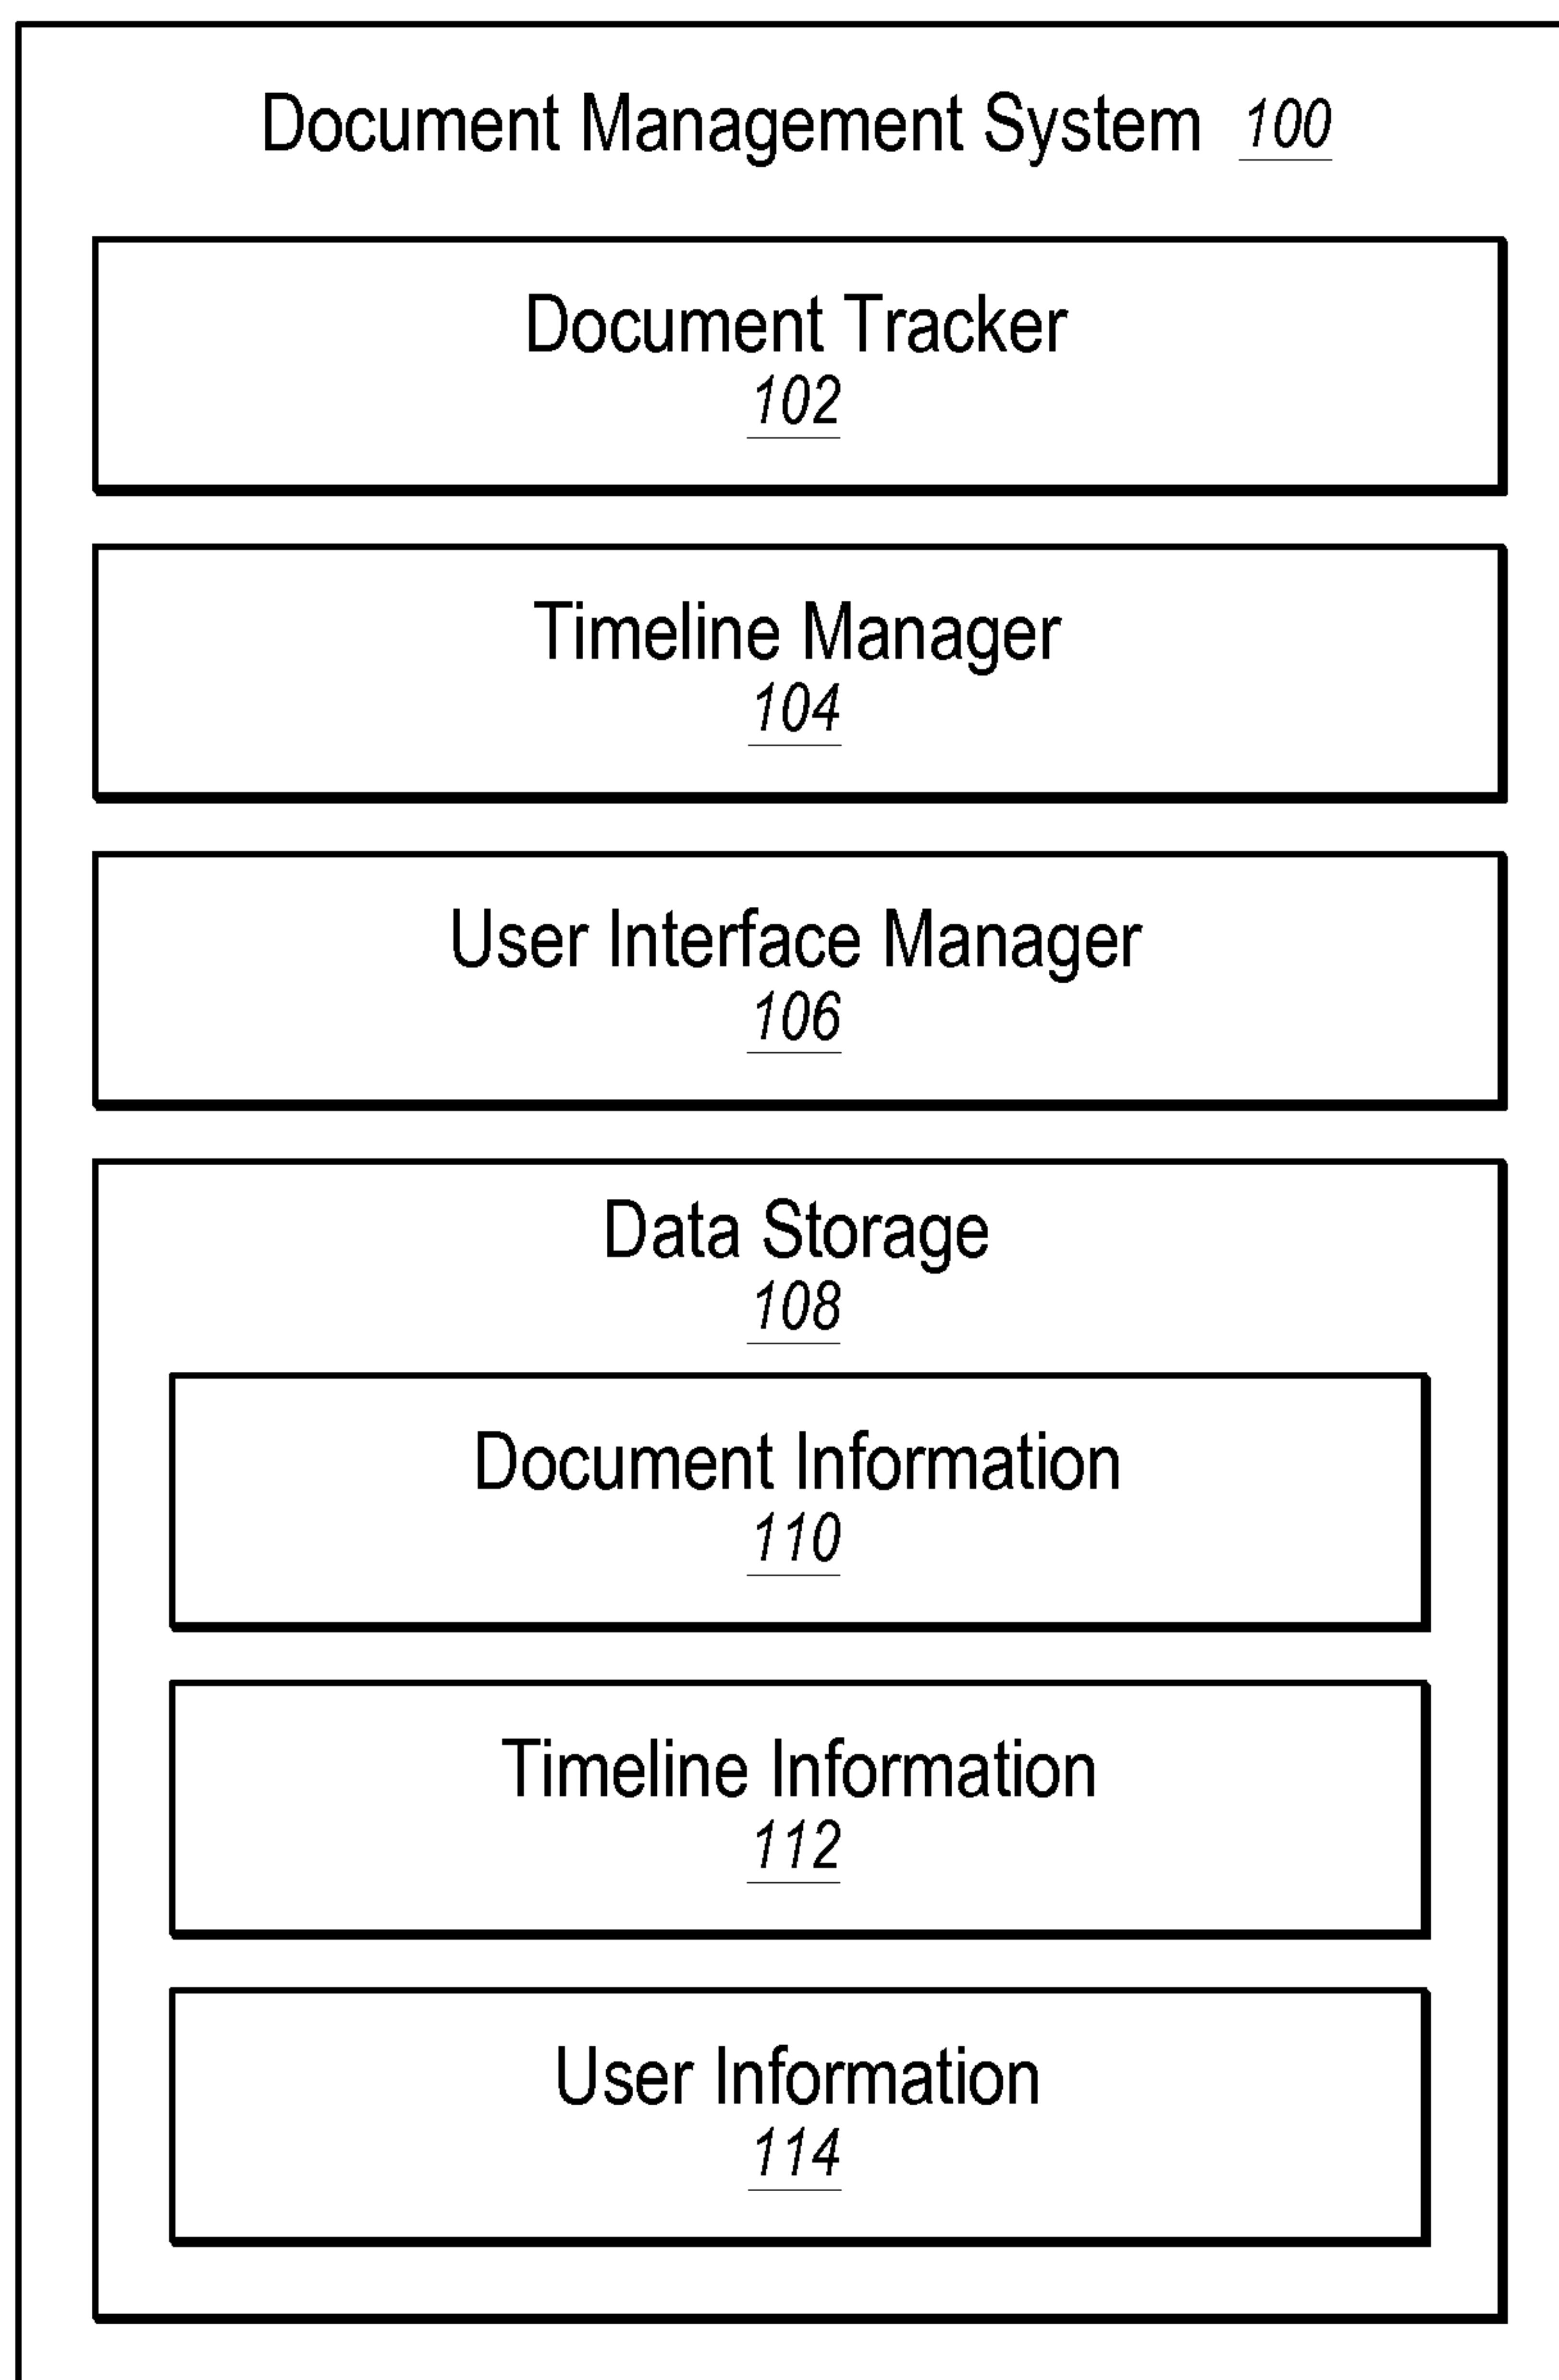 Document Management System 100
Document Tracker
102
Timeline Manager
104
User Interface Manager
106
Data Storage
108
Document Information
110
Timeline Information
112
User Information
114